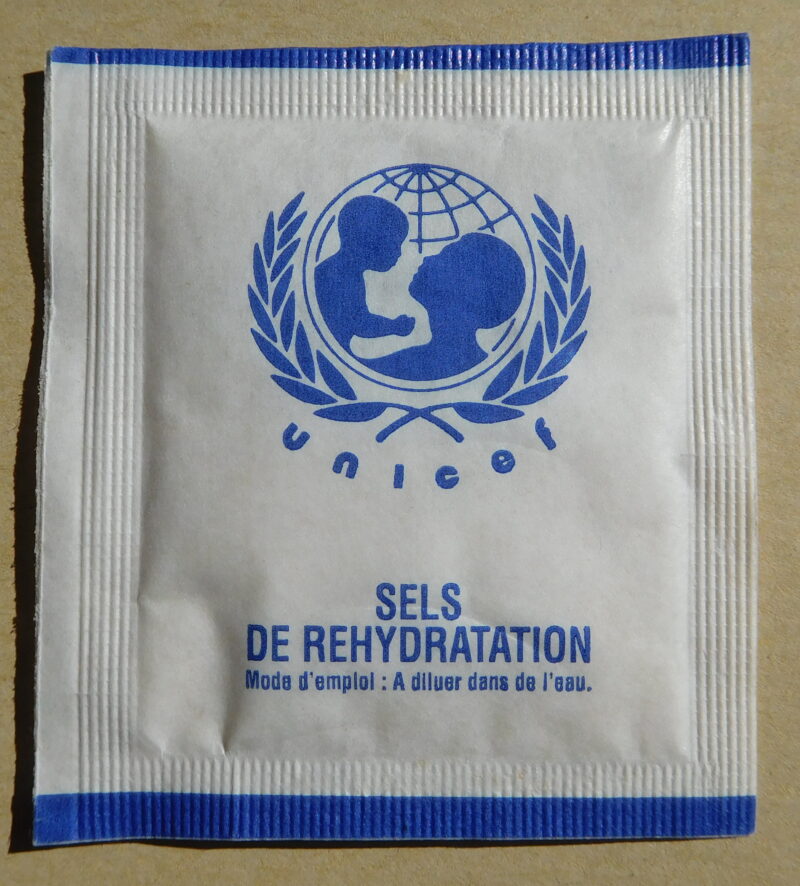 unicef
SELS
DE REHYDRATATION
Mode d'emploi : A diluer dans de l'eau.